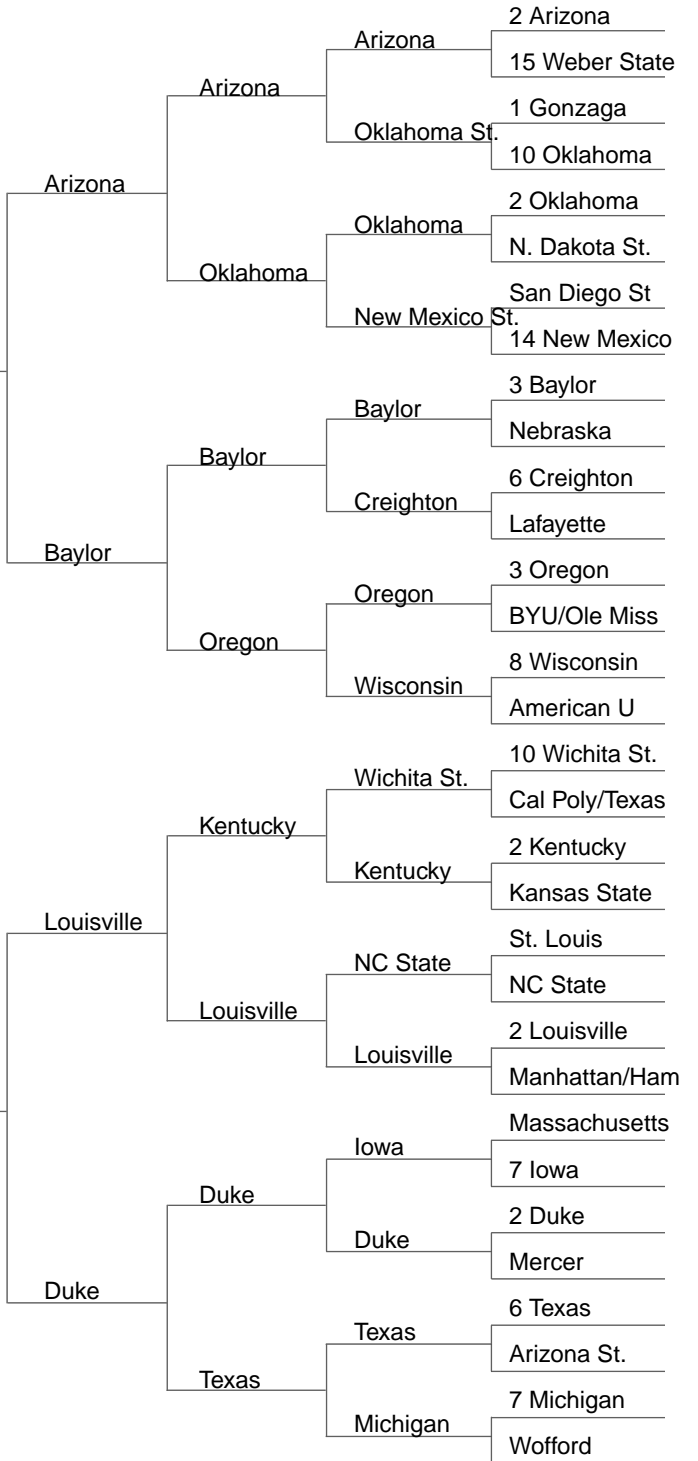 2 Arizona
Arizona
15 Weber State
Arizona
1 Gonzaga
Oklahoma St.
10 Oklahoma
Arizona
2 Oklahoma
Oklahoma
N. Dakota St.
Oklahoma
San Diego St
New Mexico St.
14 New Mexico
3 Baylor
Baylor
Nebraska
Baylor
6 Creighton
Creighton
Lafayette
Baylor
3 Oregon
Oregon
BYU/Ole Miss
Oregon
8 Wisconsin
Wisconsin
American U
10 Wichita St.
Wichita St.
Cal Poly/Texas
Kentucky
2 Kentucky
Kentucky
Kansas State
Louisville
St. Louis
NC State
NC State
Louisville
2 Louisville
Louisville
Manhattan/Ham
Massachusetts
Iowa
7 Iowa
Duke
2 Duke
Duke
Mercer
Duke
6 Texas
Texas
Arizona St.
Texas
7 Michigan
Michigan
Wofford